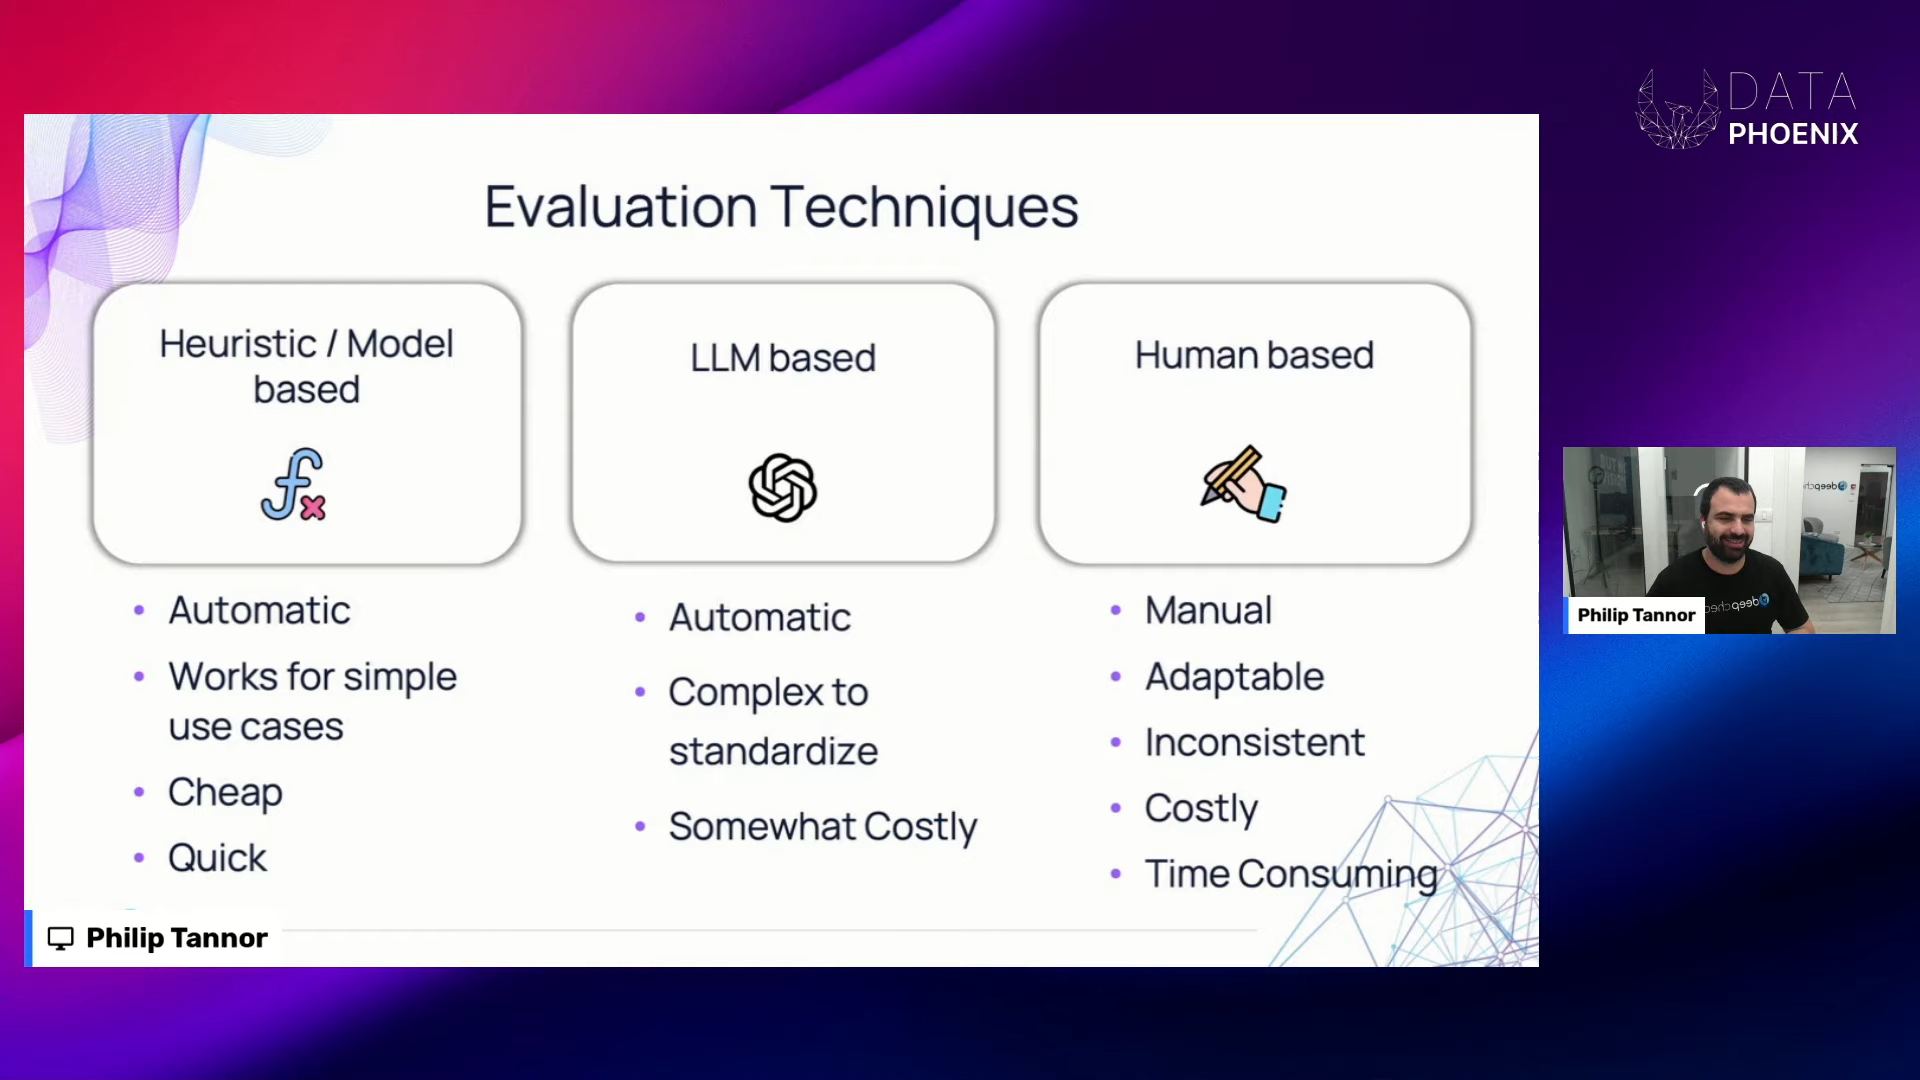 DATA
PHOENIX
Evaluation Techniques
Heuristic / Model
based
LLM based
Human based
• Automatic
• Works for simple
use cases
• Cheap
• Quick
• Automatic
• Complex to
standardize
• Somewhat Costly
• Manual
• Adaptable
• Inconsistent
• Costly
• Time Consuming
Philip Tannor
Philip Tannor